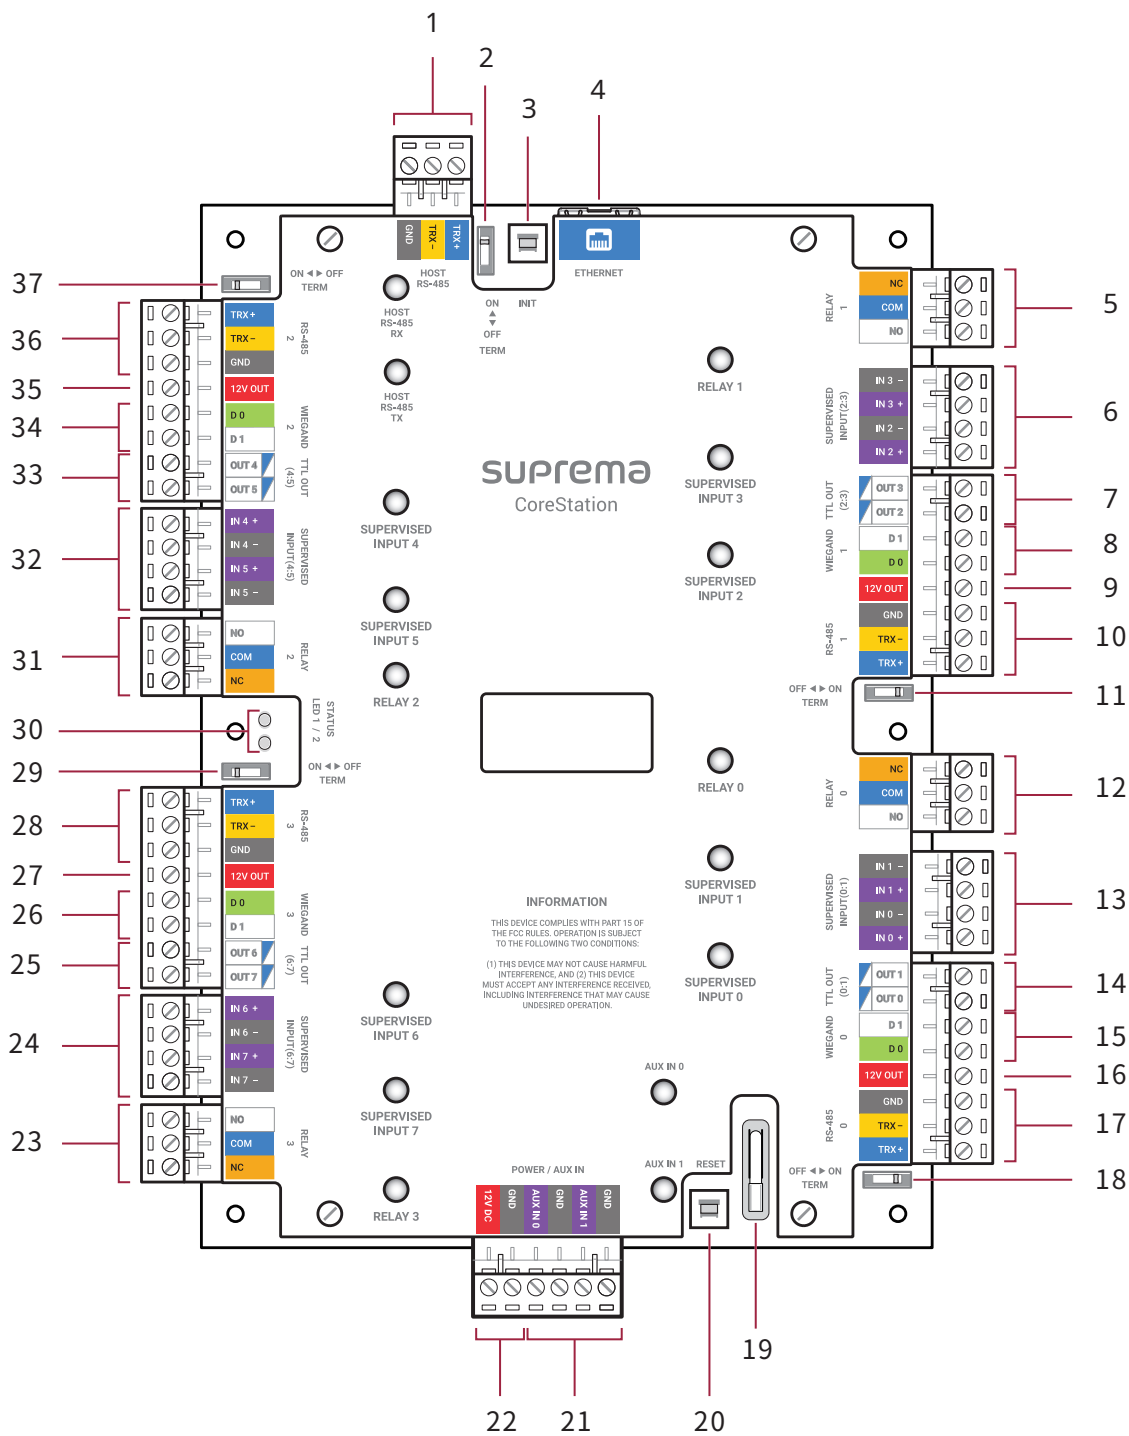 1
2
3
4
GND
TRX −
TRX +
HOST
RS-485
ON
OFF
TERM
INIT
ETHERNET
HOST
RS-485
RX
HOST
RS-485
TX
suprema
CoreStation
37
ON ◄ ► OFF
TERM
36
TRX +
TRX −
GND
RS-485
2
35
12V OUT
34
D 0
D 1
WIEGAND
2
33
OUT 4
OUT 5
TTL OUT
(4:5)
32
IN 4 +
IN 4 −
IN 5 +
IN 5 −
SUPERVISED
INPUT(4:5)
31
NO
COM
NC
RELAY
2
30
STATUS
LED 1 / 2
29
ON ◄ ► OFF
TERM
28
TRX +
TRX −
GND
RS-485
3
27
12V OUT
26
D 0
D 1
WIEGAND
3
25
OUT 6
OUT 7
TTL OUT
(6:7)
24
IN 6 +
IN 6 −
IN 7 +
IN 7 −
SUPERVISED
INPUT(6:7)
23
NO
COM
NC
RELAY
3
SUPERVISED
INPUT 4
SUPERVISED
INPUT 5
RELAY 2
SUPERVISED
INPUT 6
SUPERVISED
INPUT 7
RELAY 3
RELAY 1
SUPERVISED
INPUT 3
SUPERVISED
INPUT 2
RELAY 0
SUPERVISED
INPUT 1
SUPERVISED
INPUT 0
AUX IN 0
AUX IN 1
RESET
INFORMATION
THIS DEVICE COMPLIES WITH PART 15 OF
THE FCC RULES. OPERATION IS SUBJECT
TO THE FOLLOWING TWO CONDITIONS:
(1) THIS DEVICE MAY NOT CAUSE HARMFUL
INTERFERENCE, AND (2) THIS DEVICE
MUST ACCEPT ANY INTERFERENCE RECEIVED,
INCLUDING INTERFERENCE THAT MAY CAUSE
UNDESIRED OPERATION.
RELAY
1
NC
COM
NO
5
SUPERVISED
INPUT(2:3)
IN 3 −
IN 3 +
IN 2 −
IN 2 +
6
TTL OUT
(2:3)
OUT 3
OUT 2
7
WIEGAND
1
D 1
D 0
8
12V OUT
9
RS-485
1
GND
TRX −
TRX +
10
OFF ◄ ► ON
TERM
11
RELAY
0
NC
COM
NO
12
SUPERVISED
INPUT(0:1)
IN 1 −
IN 1 +
IN 0 −
IN 0 +
13
TTL OUT
(0:1)
OUT 1
OUT 0
14
WIEGAND
0
D 1
D 0
15
12V OUT
16
RS-485
0
GND
TRX −
TRX +
17
OFF ◄ ► ON
TERM
18
POWER / AUX IN
12V DC
GND
AUX IN 0
GND
AUX IN 1
GND
19
22
21
20